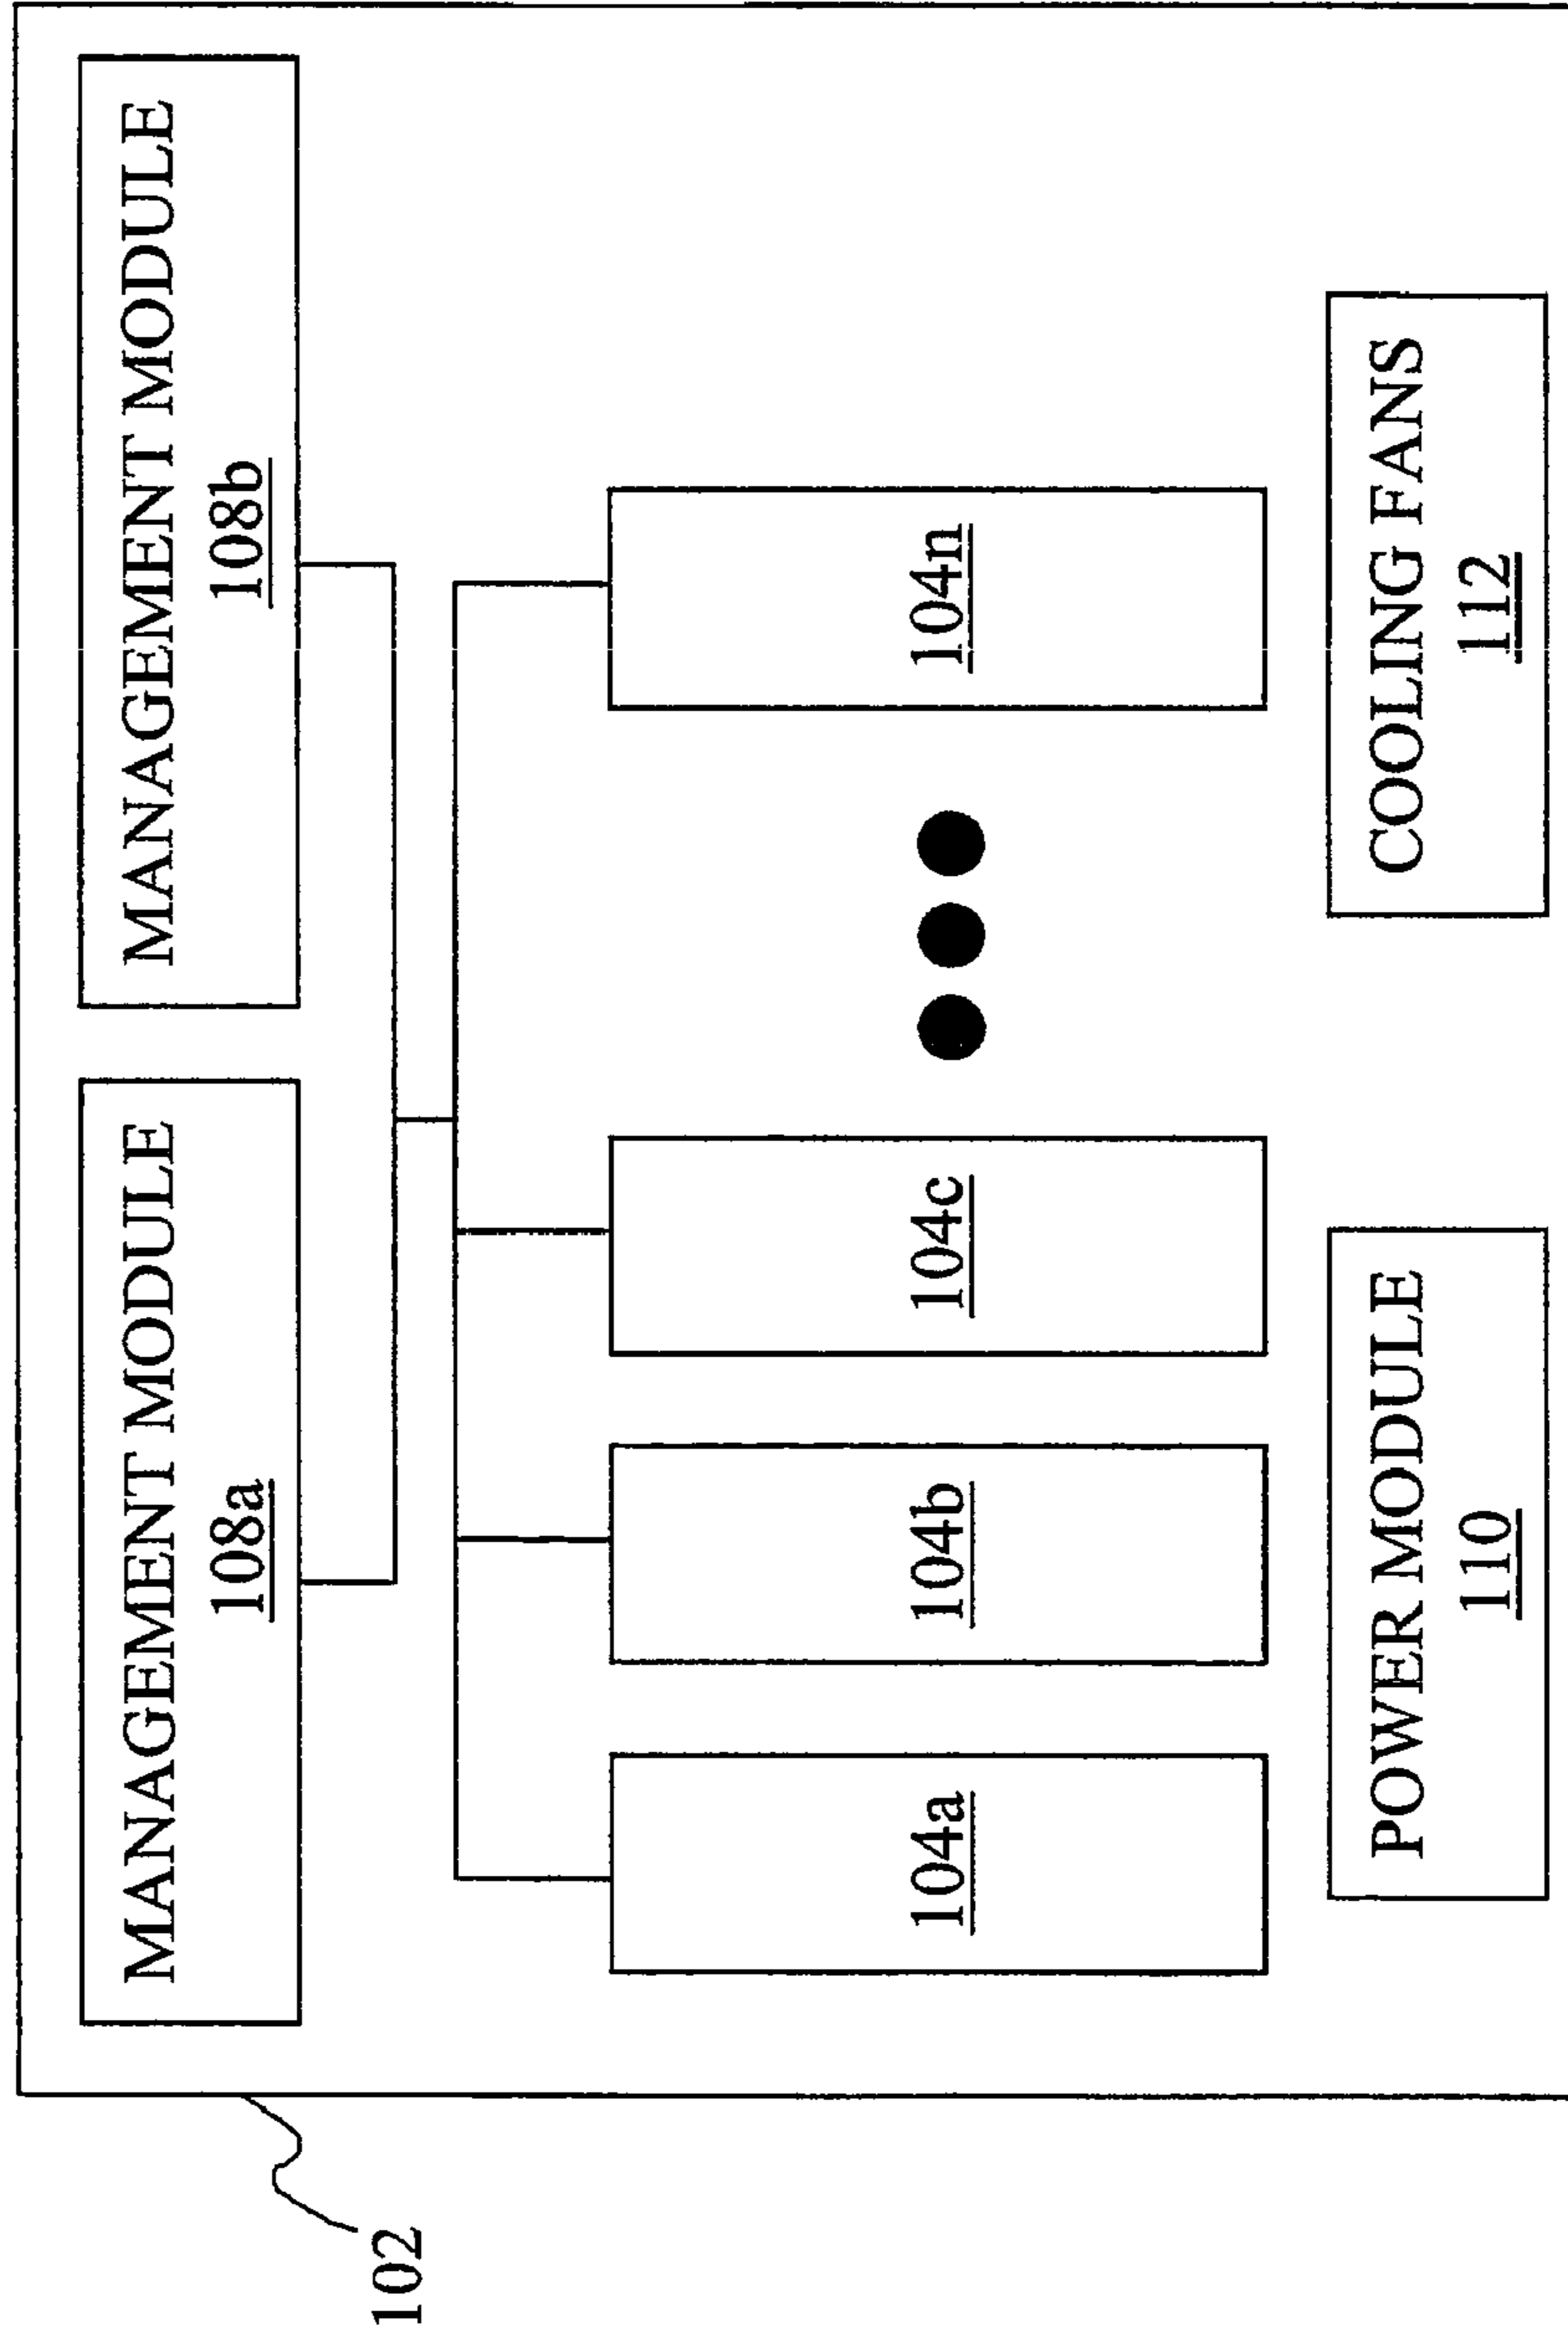 MANAGEMENT MODULE
108a
MANAGEMENT MODULE
108b
102
104a
104b
104c
104n
POWER MODULE
110
COOLING FANS
112